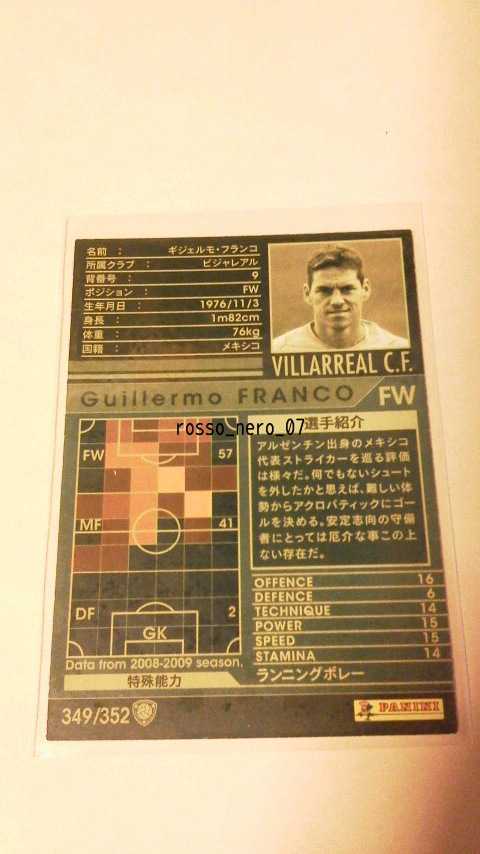 名前 : ギジェルモ・フランコ
所属クラブ : ビジャレアル
背番号 : 9
ポジション : FW
生年月日 : 1976/11/3
身長 : 1m82cm
体重 : 76kg
国籍 : メキシコ
VILLARREAL C.F.
Guillermo FRANCO FW
rosso_nero_07
FW 57
MF 41
DF 2
GK
Data from 2008-2009 season.
選手紹介
アルゼンチン出身のメキシコ
代表ストライカーを巡る評価
は様々だ。何でもないシュート
を外したかと思えば、難しい体
勢からアクロバティックにゴー
ルを決める。安定志向の守備
者にとっては厄介な事この上
ない存在だ。
OFFENCE 16
DEFENCE 6
TECHNIQUE 14
POWER 15
SPEED 15
STAMINA 14
特殊能力 ランニングボレー
349/352
PANINI